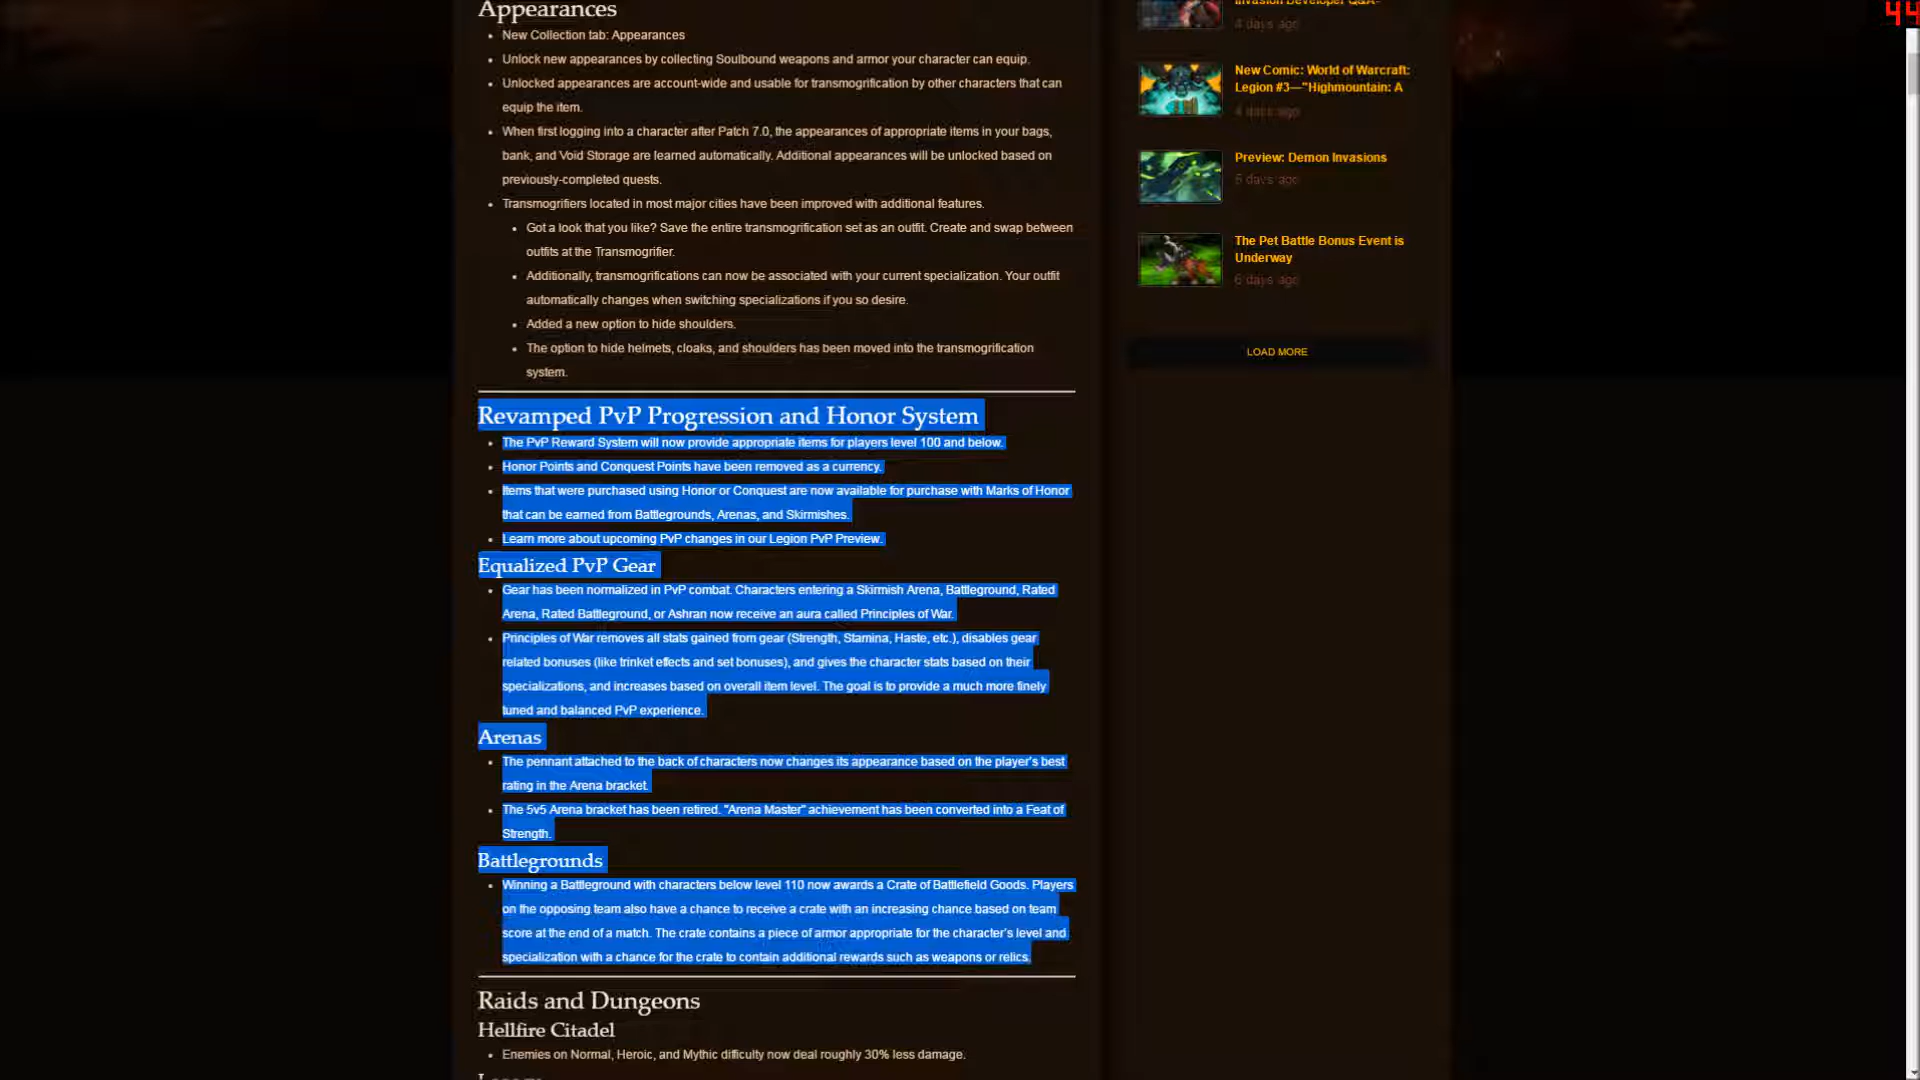 Appearances
New Collection tab: Appearances
Unlock new appearances by collecting Soulbound weapons and armor your character can equip.
Unlocked appearances are account-wide and usable for transmogrification by other characters that can
equip the item.
When first logging into a character after Patch 7.0, the appearances of appropriate items in your bags,
bank, and Void Storage are learned automatically. Additional appearances will be unlocked based on
previously-completed quests.
Transmogrifiers located in most major cities have been improved with additional features.
Got a look that you like? Save the entire transmogrification set as an outfit. Create and swap between
outfits at the Transmogrifier.
Additionally, transmogrifications can now be associated with your current specialization. Your outfit
automatically changes when switching specializations if you so desire.
Added a new option to hide shoulders.
The option to hide helmets, cloaks, and shoulders has been moved into the transmogrification
system.
Revamped PvP Progression and Honor System
The PvP Reward System will now provide appropriate items for players level 100 and below.
Honor Points and Conquest Points have been removed as a currency.
Items that were purchased using Honor or Conquest are now available for purchase with Marks of Honor
that can be earned from Battlegrounds, Arenas, and Skirmishes.
Learn more about upcoming PvP changes in our Legion PvP Preview.
Equalized PvP Gear
Gear has been normalized in PvP combat. Characters entering a Skirmish Arena, Battleground, Rated
Arena, Rated Battleground, or Ashran now receive an aura called Principles of War.
Principles of War removes all stats gained from gear (Strength, Stamina, Haste, etc.), disables gear
related bonuses (like trinket effects and set bonuses), and gives the character stats based on their
specializations, and increases based on overall item level. The goal is to provide a much more finely
tuned and balanced PvP experience.
Arenas
The pennant attached to the back of characters now changes its appearance based on the player's best
rating in the Arena bracket.
The 5v5 Arena bracket has been retired. "Arena Master" achievement has been converted into a Feat of
Strength.
Battlegrounds
Winning a Battleground with characters below level 110 now awards a Crate of Battlefield Goods. Players
on the opposing team also have a chance to receive a crate with an increasing chance based on team
score at the end of a match. The crate contains a piece of armor appropriate for the character's level and
specialization with a chance for the crate to contain additional rewards such as weapons or relics.
Raids and Dungeons
Hellfire Citadel
Enemies on Normal, Heroic, and Mythic difficulty now deal roughly 30% less damage.
Invasion Developer Q&A-
4 days ago
New Comic: World of Warcraft:
Legion #3—"Highmountain: A
4 days ago
Preview: Demon Invasions
5 days ago
The Pet Battle Bonus Event is
Underway
6 days ago
LOAD MORE
44